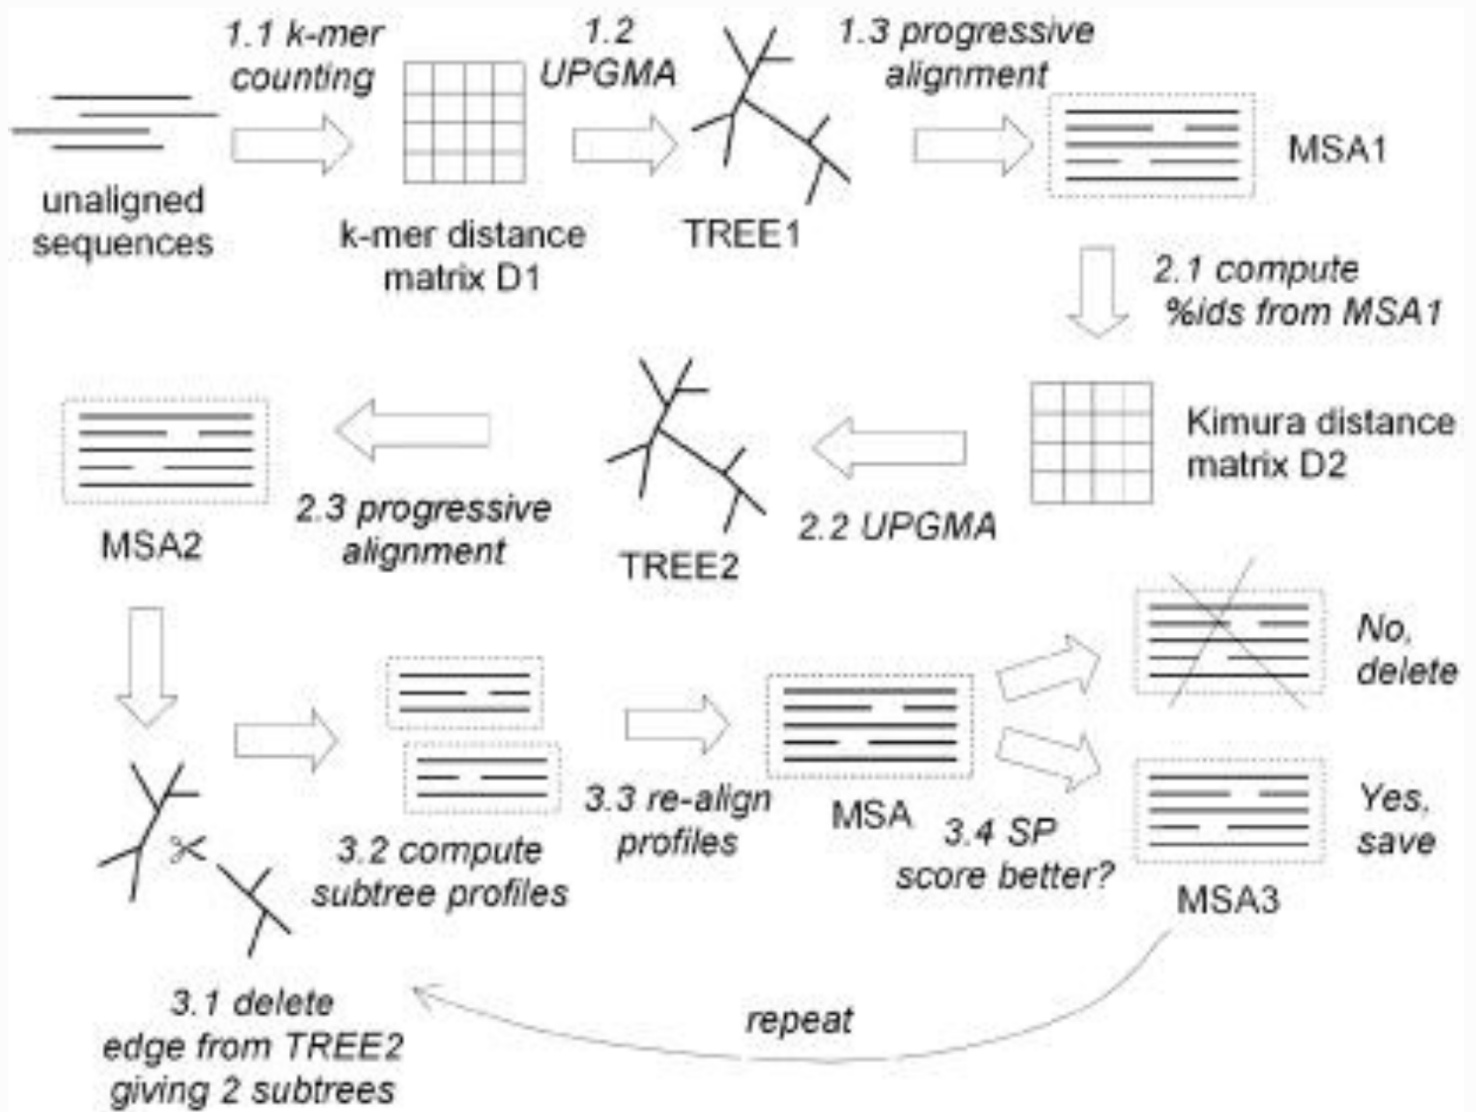 1.1 k-mer
counting
1.2
UPGMA
1.3 progressive
alignment
unaligned
sequences
k-mer distance
matrix D1
TREE1
MSA1
2.1 compute
%ids from MSA1
Kimura distance
matrix D2
2.2 UPGMA
TREE2
2.3 progressive
alignment
MSA2
3.1 delete
edge from TREE2
giving 2 subtrees
3.2 compute
subtree profiles
3.3 re-align
profiles
MSA
3.4 SP
score better?
No,
delete
Yes,
save
MSA3
repeat